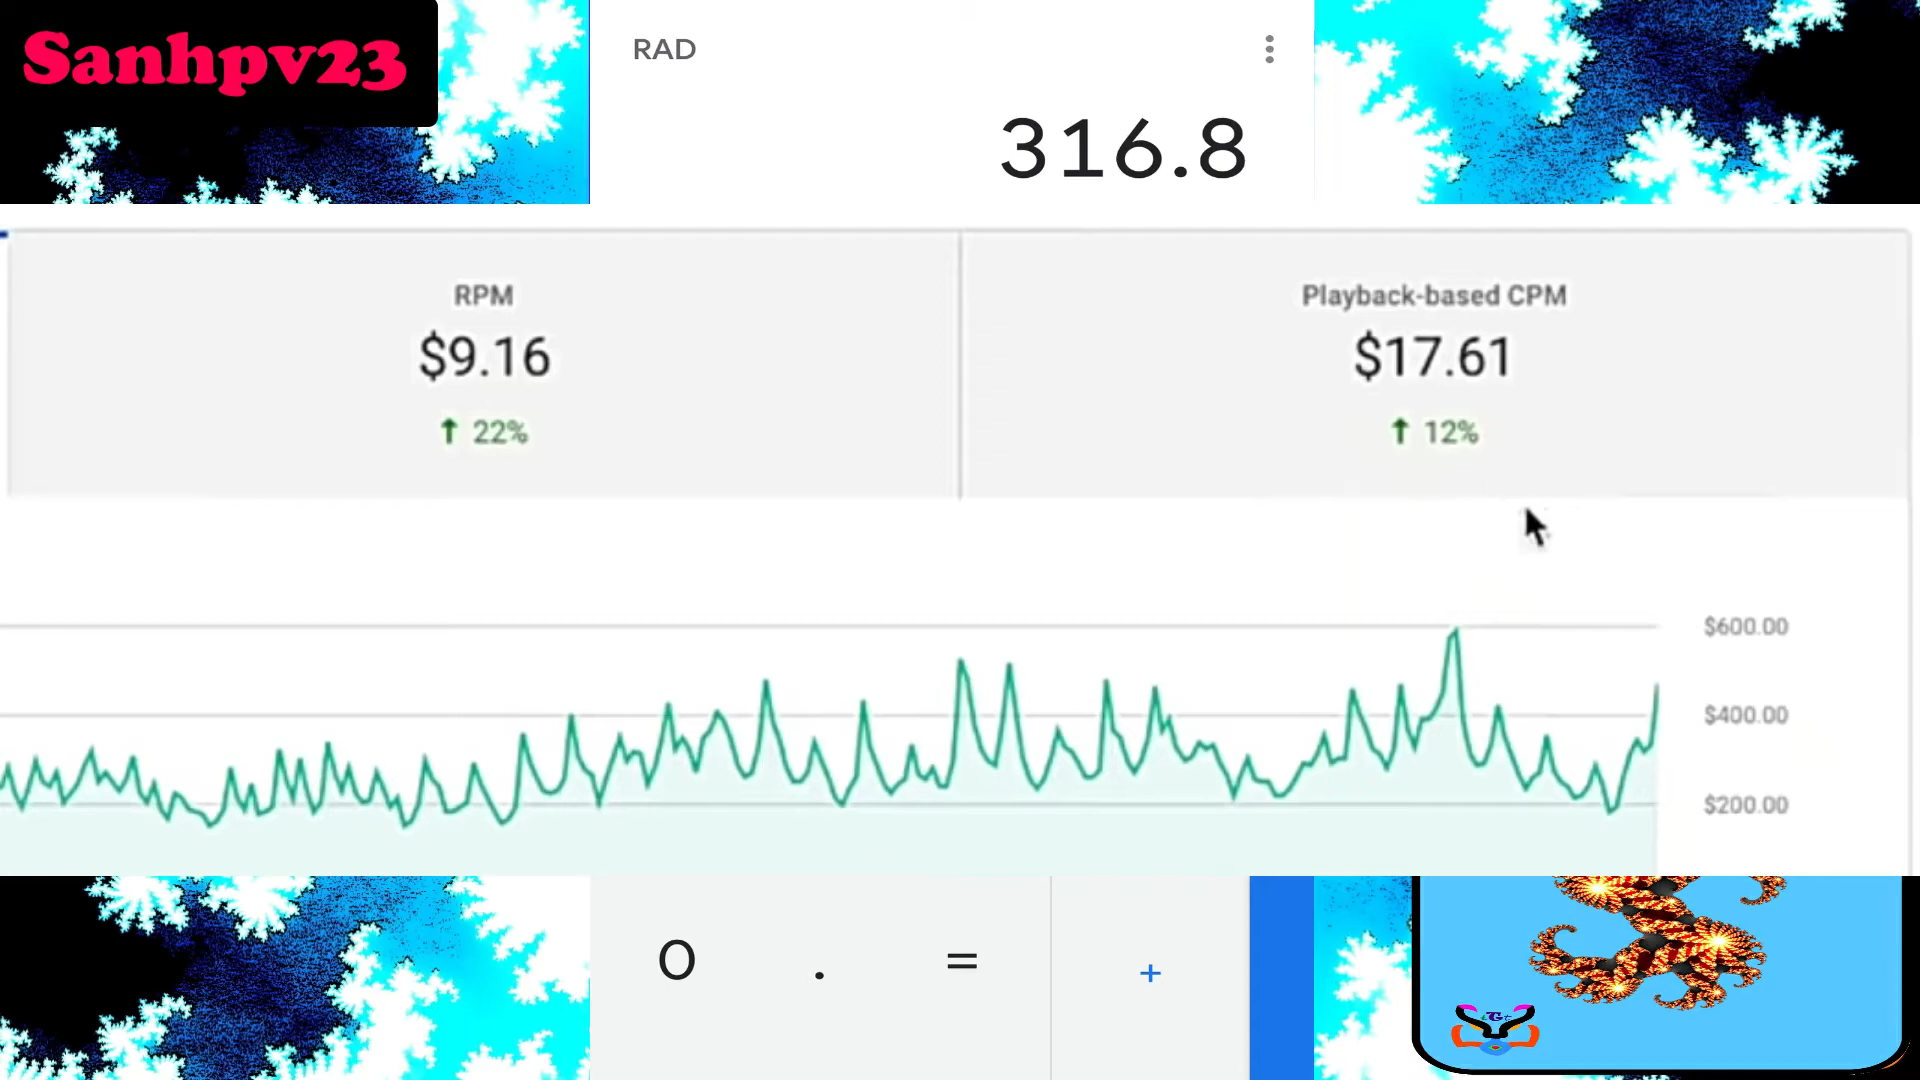 Sanhpv23
RAD
316.8
RPM
$9.16
↑ 22%
Playback-based CPM
$17.61
↑ 12%
$600.00
$400.00
$200.00
0 . = +